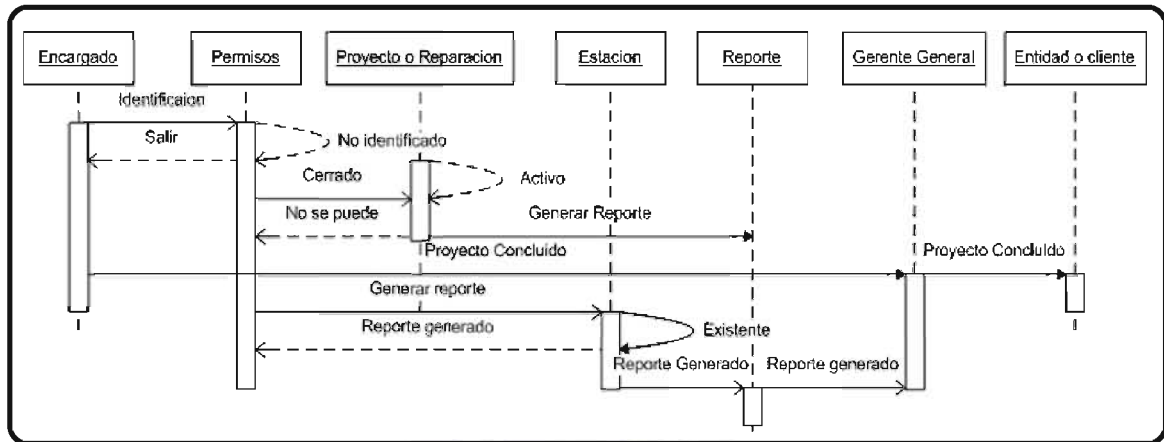 Encargado
Permisos
Proyecto o Reparacion
Estacion
Reporte
Gerente General
Entidad o cliente
Identificaion
Salir
No identificado
Cerrado
Activo
No se puede
Generar Reporte
Proyecto Concluido
Proyecto Concluido
Generar reporte
Reporte generado
Existente
Reporte Generado
Reporte generado